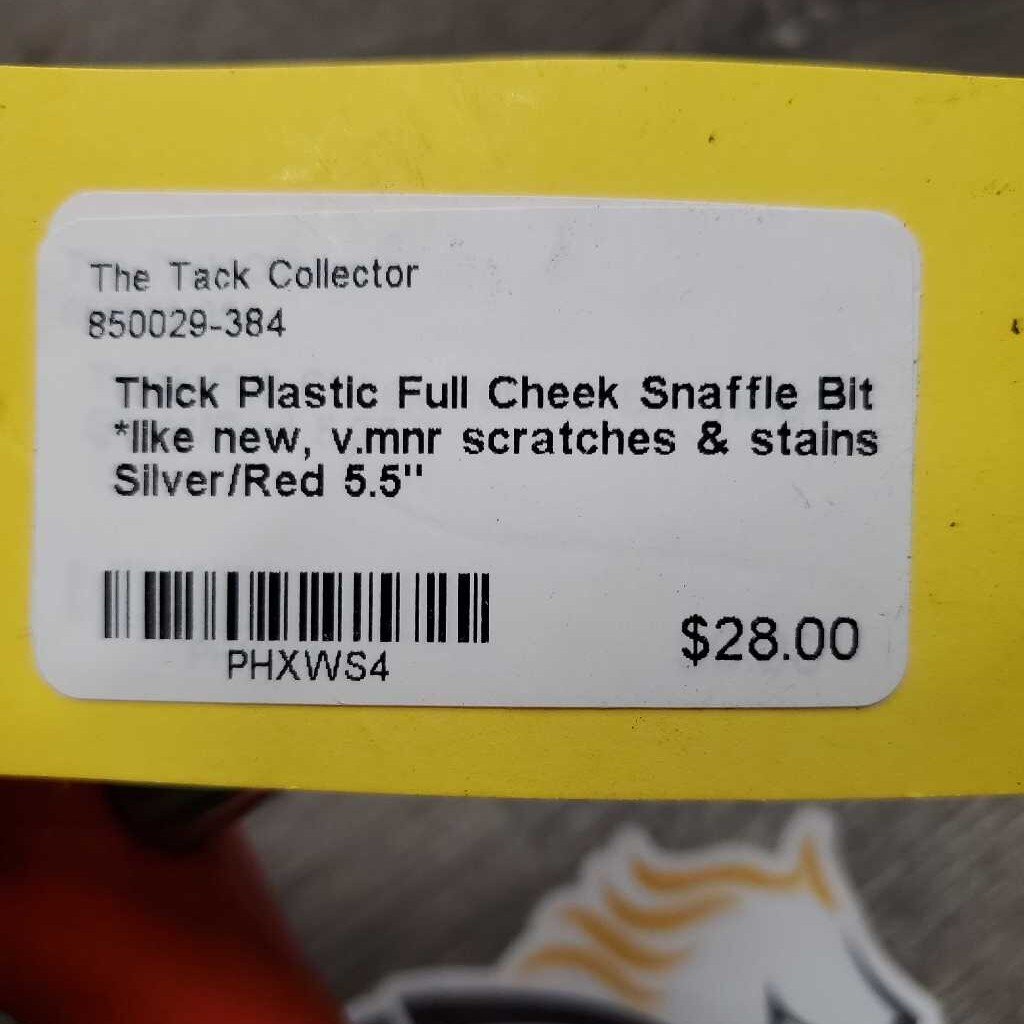 The Tack Collector
850029-384
Thick Plastic Full Cheek Snaffle Bit
*like new, v.mnr scratches & stains
Silver/Red 5.5"
PHXWS4
$28.00